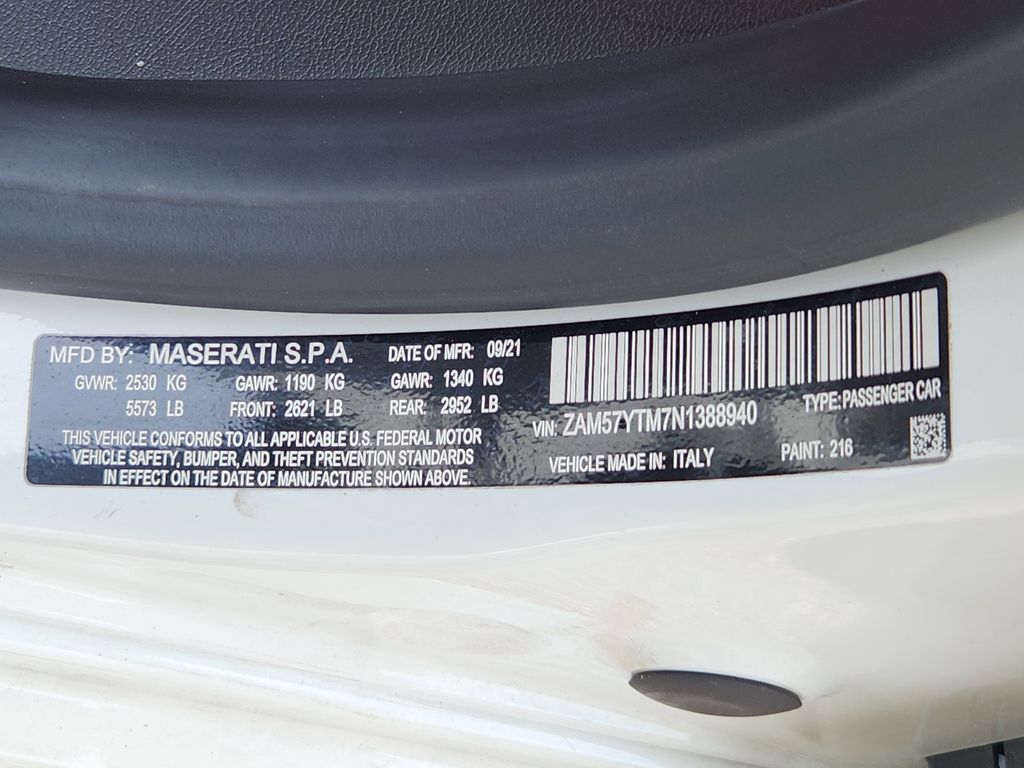 MFD BY: MASERATI S.P.A. DATE OF MFR: 09/21
GVWR: 2530 KG GAWR: 1190 KG GAWR: 1340 KG
5573 LB FRONT: 2621 LB REAR: 2952 LB
THIS VEHICLE CONFORMS TO ALL APPLICABLE U.S. FEDERAL MOTOR
VEHICLE SAFETY, BUMPER, AND THEFT PREVENTION STANDARDS
IN EFFECT ON THE DATE OF MANUFACTURE SHOWN ABOVE.
VIN: ZAM57YTM7N1388940 TYPE: PASSENGER CAR
VEHICLE MADE IN: ITALY PAINT: 216